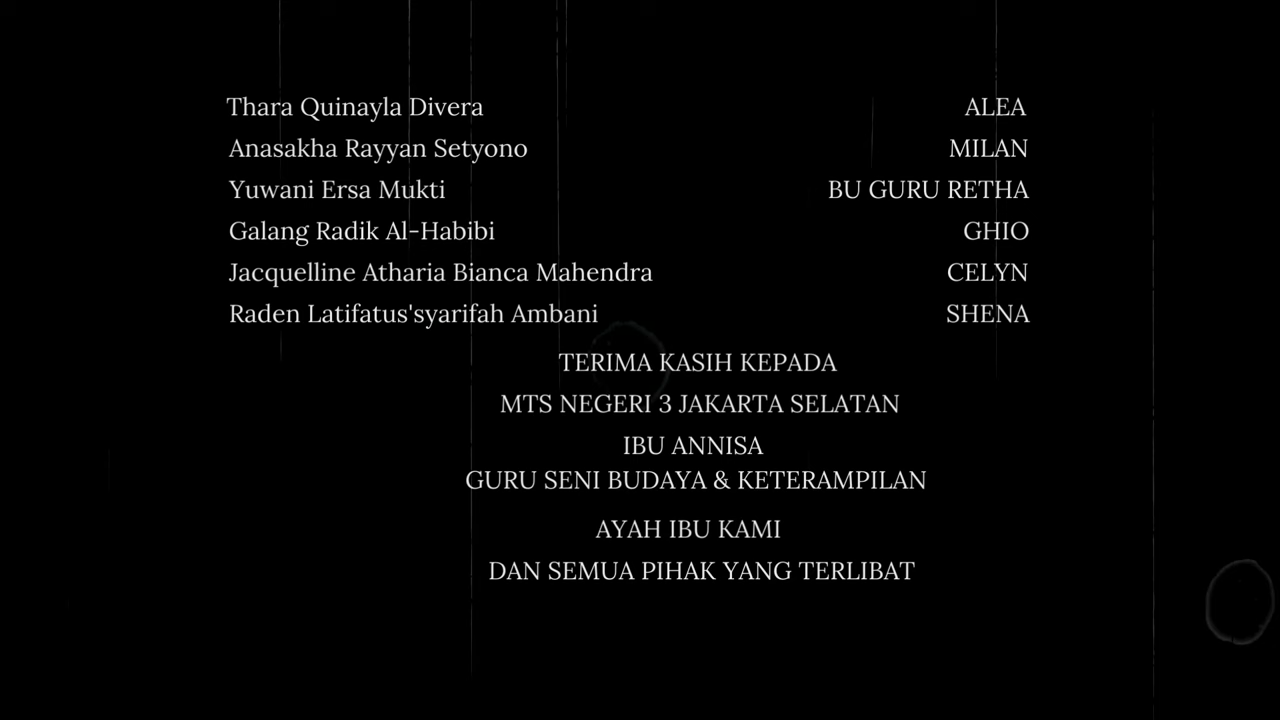 Thara Quinayla Divera ALEA
Anasakha Rayyan Setyono MILAN
Yuwani Ersa Mukti BU GURU RETHA
Galang Radik Al-Habibi GHIO
Jacquelline Atharia Bianca Mahendra CELYN
Raden Latifatus'syarifah Ambani SHENA
TERIMA KASIH KEPADA
MTS NEGERI 3 JAKARTA SELATAN
IBU ANNISA
GURU SENI BUDAYA & KETERAMPILAN
AYAH IBU KAMI
DAN SEMUA PIHAK YANG TERLIBAT